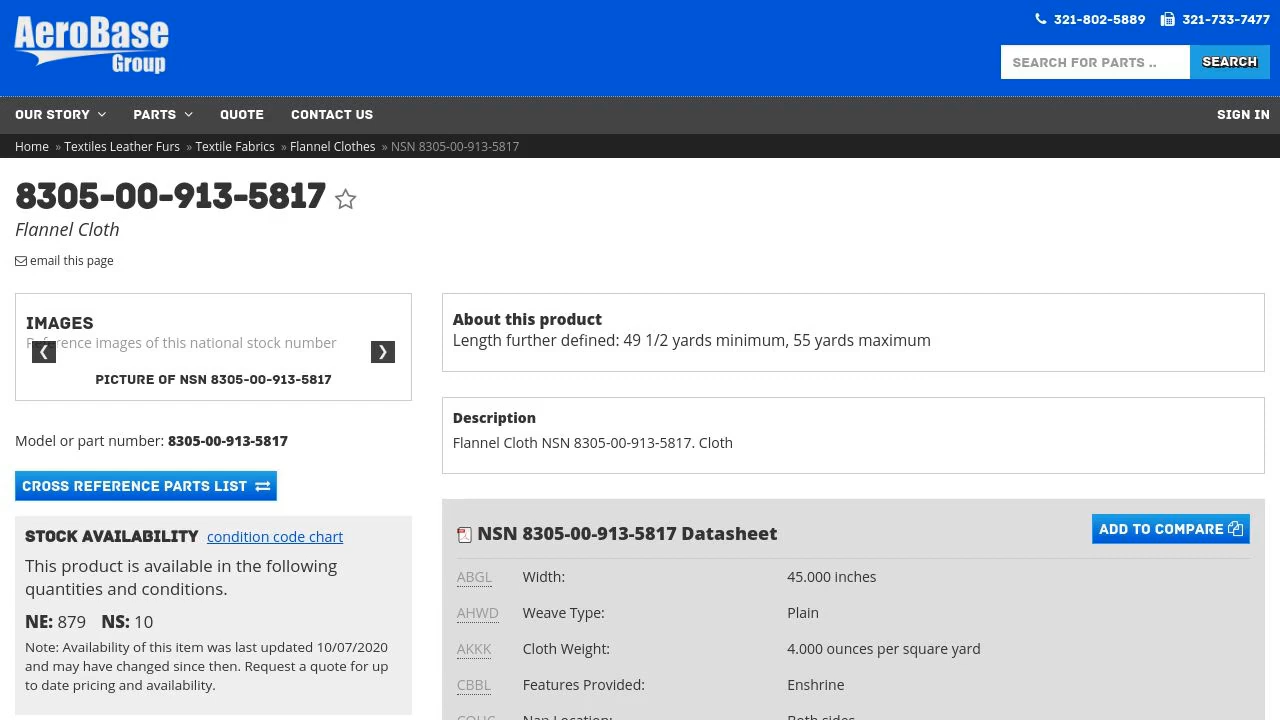 AeroBase
Group
321-802-5889 321-733-7477
SEARCH FOR PARTS ..
SEARCH
OUR STORY PARTS QUOTE CONTACT US SIGN IN
Home » Textiles Leather Furs » Textile Fabrics » Flannel Clothes » NSN 8305-00-913-5817
8305-00-913-5817
Flannel Cloth
email this page
IMAGES
Reference images of this national stock number
❮ ❯
PICTURE OF NSN 8305-00-913-5817
Model or part number: 8305-00-913-5817
CROSS REFERENCE PARTS LIST
STOCK AVAILABILITY condition code chart
This product is available in the following
quantities and conditions.
NE: 879 NS: 10
Note: Availability of this item was last updated 10/07/2020
and may have changed since then. Request a quote for up
to date pricing and availability.
About this product
Length further defined: 49 1/2 yards minimum, 55 yards maximum
Description
Flannel Cloth NSN 8305-00-913-5817. Cloth
NSN 8305-00-913-5817 Datasheet
ADD TO COMPARE
ABGL Width: 45.000 inches
AHWD Weave Type: Plain
AKKK Cloth Weight: 4.000 ounces per square yard
CBBL Features Provided: Enshrine
Nap Location: Both sides